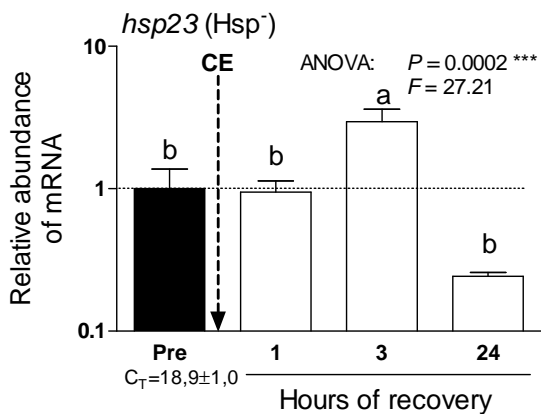 hsp23 (Hsp⁻)
CE
ANOVA: P = 0.0002 ***
F = 27.21
Relative abundance
of mRNA
10
1
0.1
b
b
a
b
Pre
1
3
24
C_T=18,9±1,0
Hours of recovery